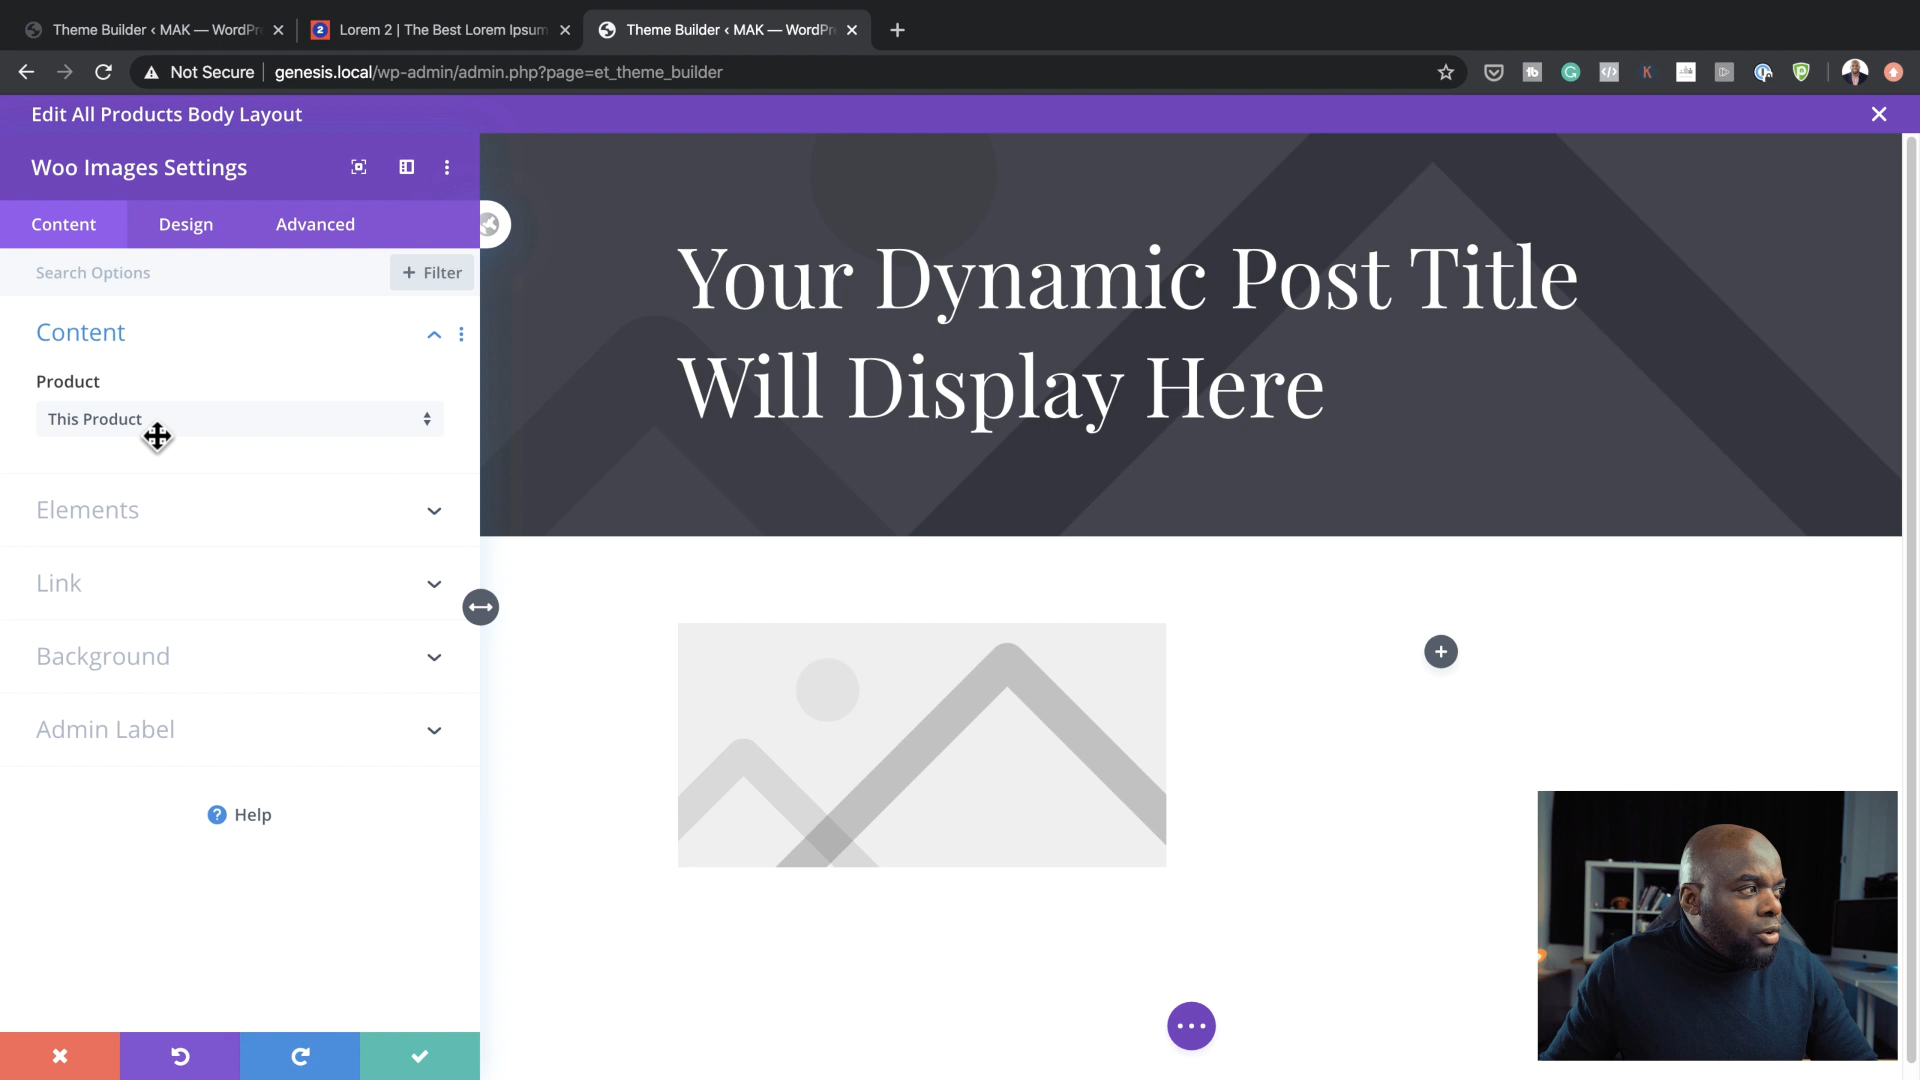 Theme Builder ‹ MAK — WordPr
Lorem 2 | The Best Lorem Ipsum
Theme Builder ‹ MAK — WordPr
Not Secure
genesis.local/wp-admin/admin.php?page=et_theme_builder
Edit All Products Body Layout
Woo Images Settings
Content
Design
Advanced
Search Options
+ Filter
Content
Product
This Product
Elements
Link
Background
Admin Label
? Help
Your Dynamic Post Title
Will Display Here